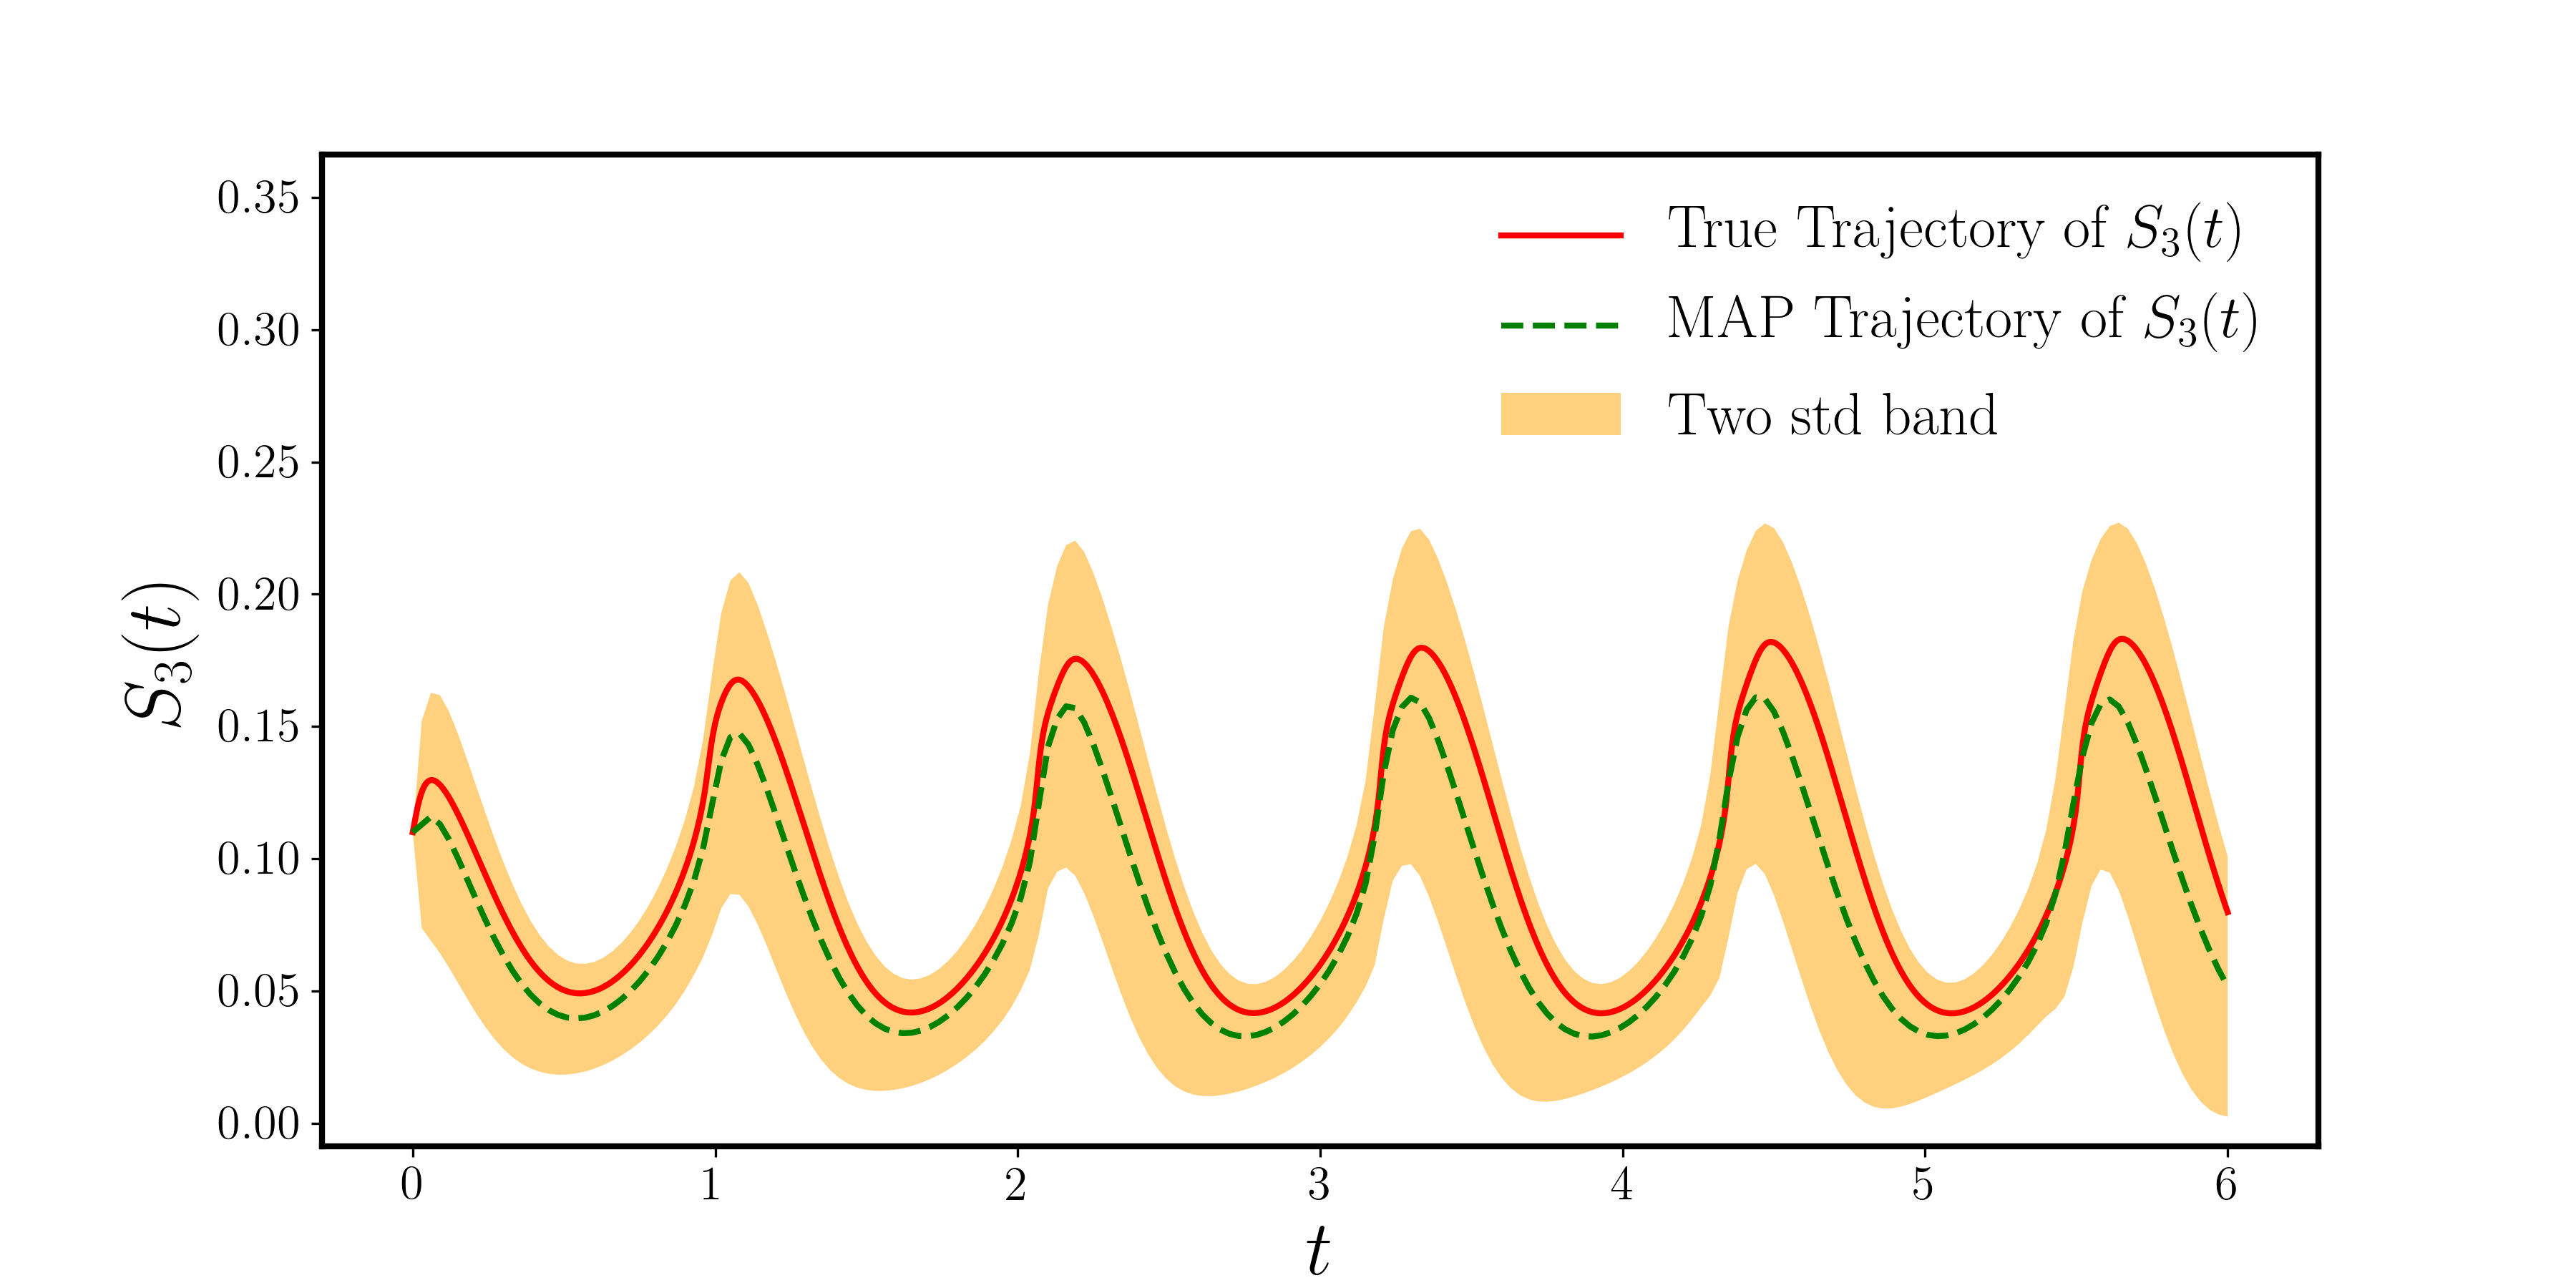 True Trajectory of S₃(t)
MAP Trajectory of S₃(t)
Two std band
S₃(t)
0.35
0.30
0.25
0.20
0.15
0.10
0.05
0.00
0 1 2 3 4 5 6
t